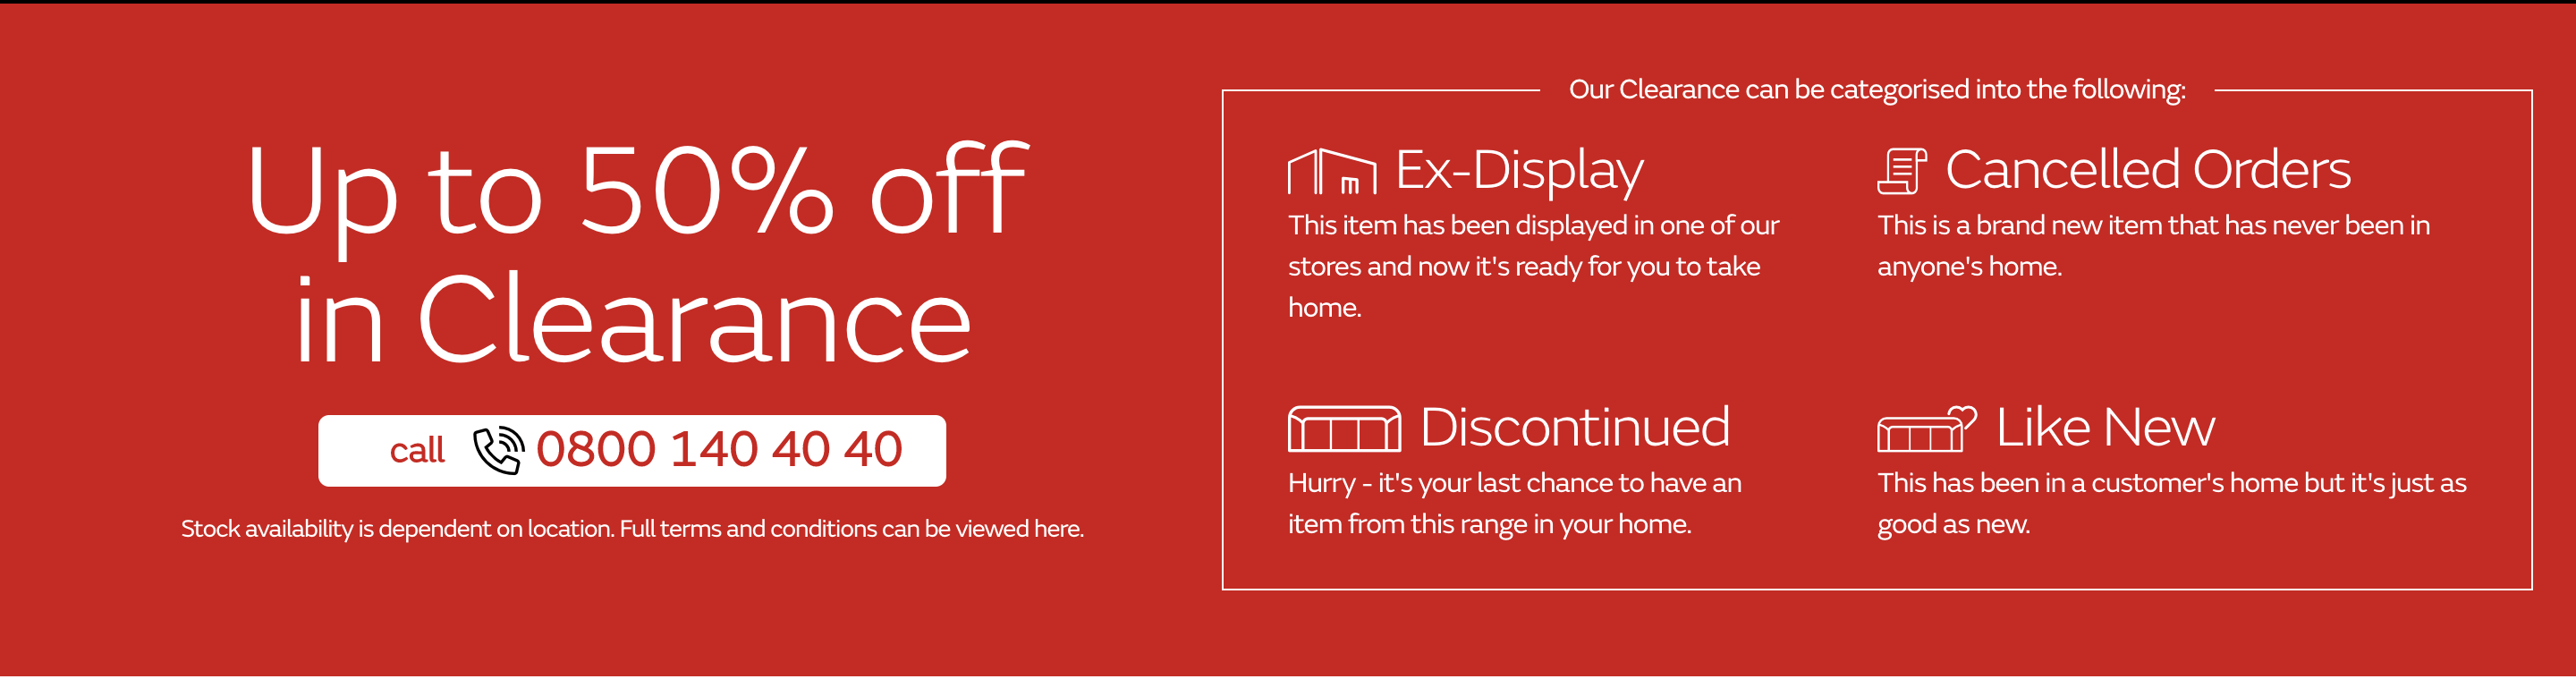 Up to 50% off
in Clearance
call 0800 140 40 40
Stock availability is dependent on location. Full terms and conditions can be viewed here.
Our Clearance can be categorised into the following:
Ex-Display
This item has been displayed in one of our
stores and now it's ready for you to take
home.
Cancelled Orders
This is a brand new item that has never been in
anyone's home.
Discontinued
Hurry - it's your last chance to have an
item from this range in your home.
Like New
This has been in a customer's home but it's just as
good as new.